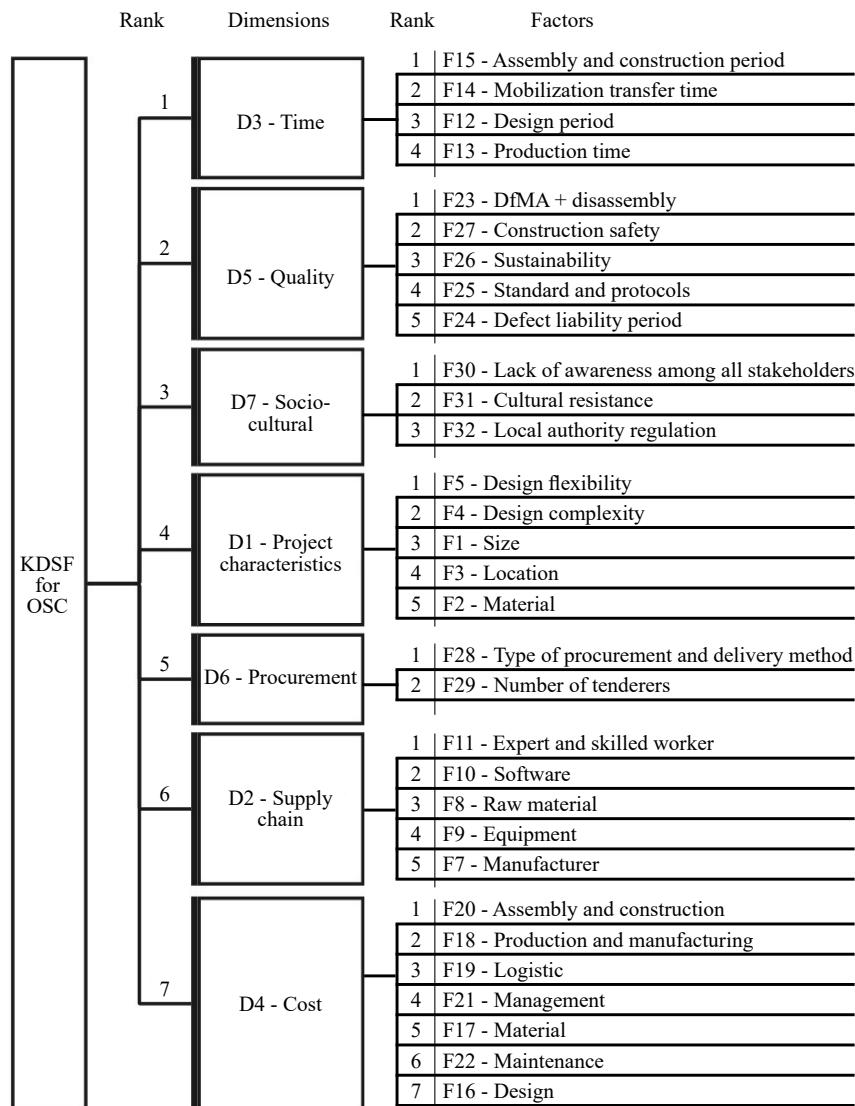 Rank Dimensions Rank Factors
KDSF
for
OSC
1
D3 - Time
1 F15 - Assembly and construction period
2 F14 - Mobilization transfer time
3 F12 - Design period
4 F13 - Production time
2
D5 - Quality
1 F23 - DfMA + disassembly
2 F27 - Construction safety
3 F26 - Sustainability
4 F25 - Standard and protocols
5 F24 - Defect liability period
3
D7 - Socio-
cultural
1 F30 - Lack of awareness among all stakeholders
2 F31 - Cultural resistance
3 F32 - Local authority regulation
4
D1 - Project
characteristics
1 F5 - Design flexibility
2 F4 - Design complexity
3 F1 - Size
4 F3 - Location
5 F2 - Material
5
D6 - Procurement
1 F28 - Type of procurement and delivery method
2 F29 - Number of tenderers
6
D2 - Supply
chain
1 F11 - Expert and skilled worker
2 F10 - Software
3 F8 - Raw material
4 F9 - Equipment
5 F7 - Manufacturer
7
D4 - Cost
1 F20 - Assembly and construction
2 F18 - Production and manufacturing
3 F19 - Logistic
4 F21 - Management
5 F17 - Material
6 F22 - Maintenance
7 F16 - Design